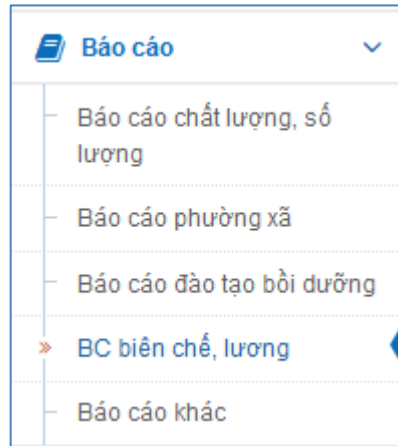 Báo cáo
Báo cáo chất lượng, số
lượng
Báo cáo phường xã
Báo cáo đào tạo bồi dưỡng
BC biên chế, lương
Báo cáo khác